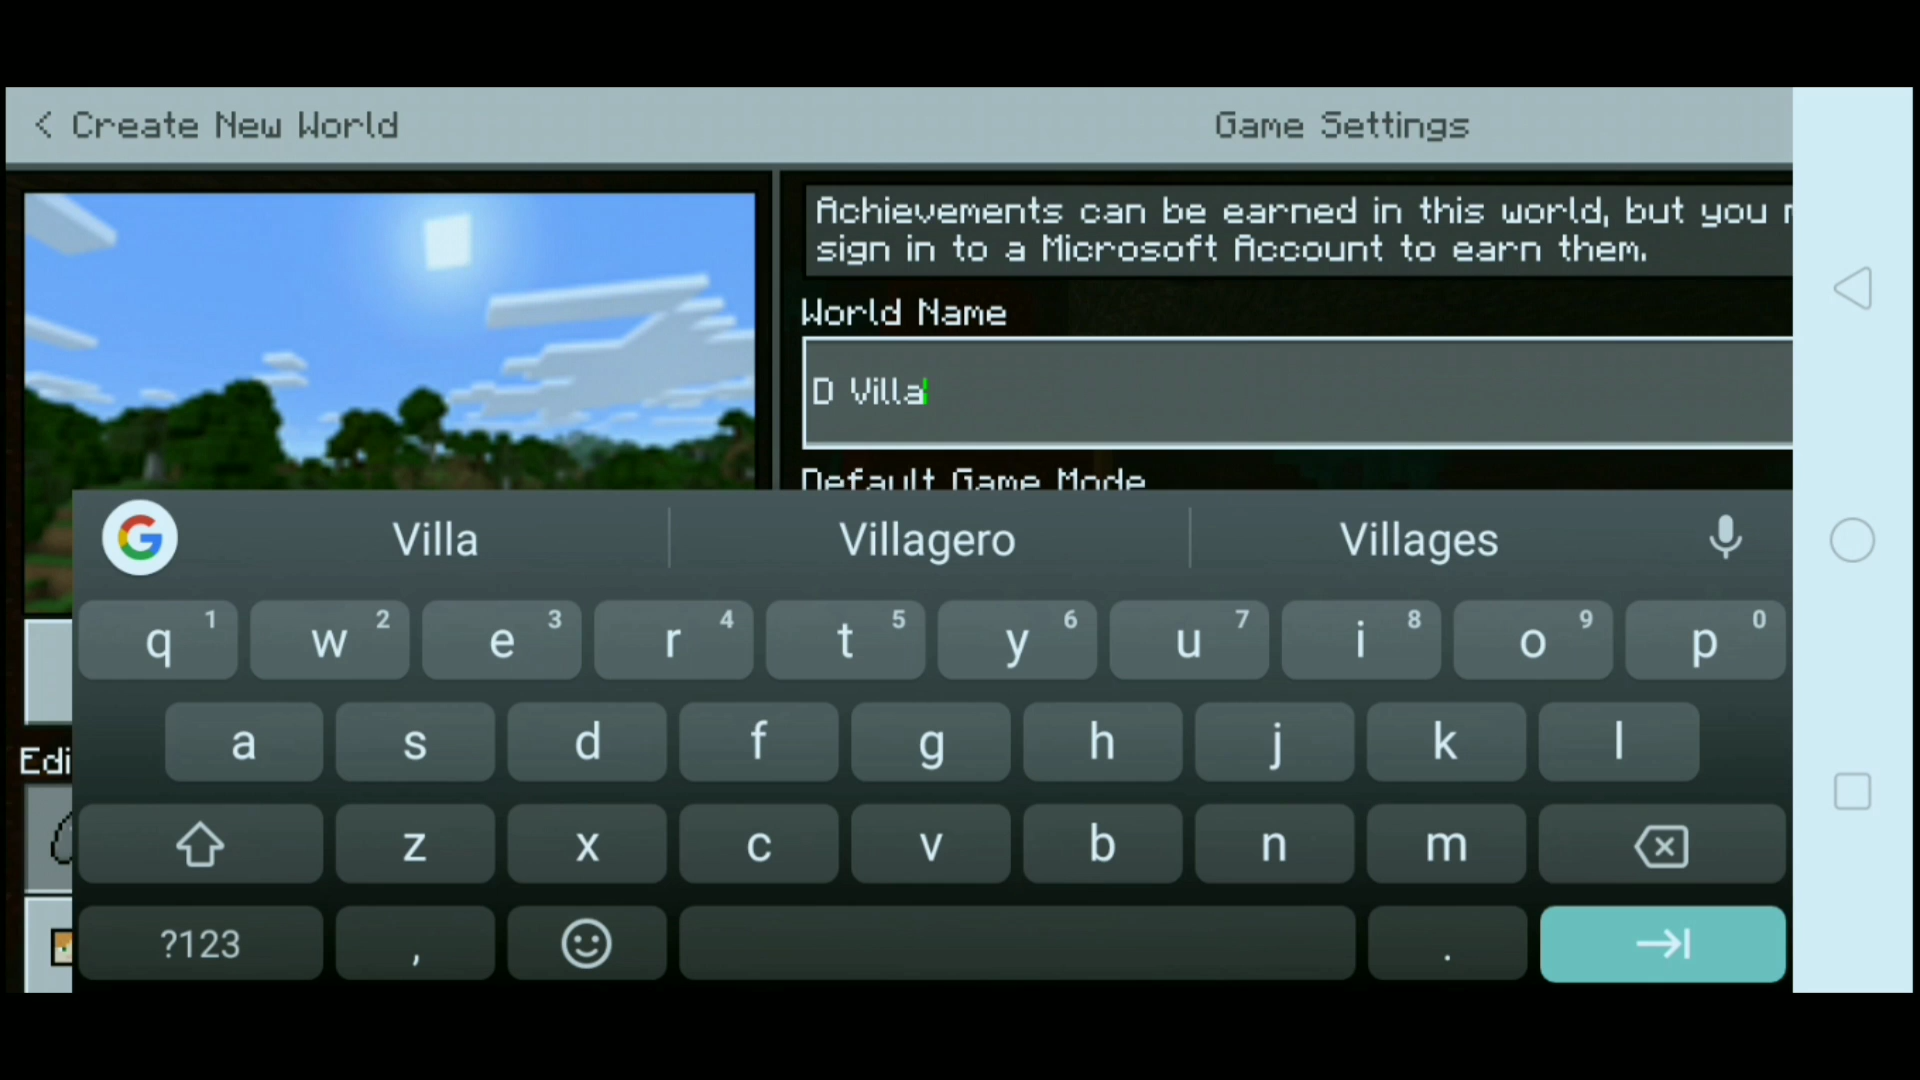 < Create New World
Game Settings
Achievements can be earned in this world, but you
sign in to a Microsoft Account to earn them.
World Name
D Villa
Default Game Mode
Edi
G
Villa
Villagero
Villages
q 1 w 2 e 3 r 4 t 5 y 6 u 7 i 8 o 9 p 0
a s d f g h j k l
z x c v b n m
?123 , .